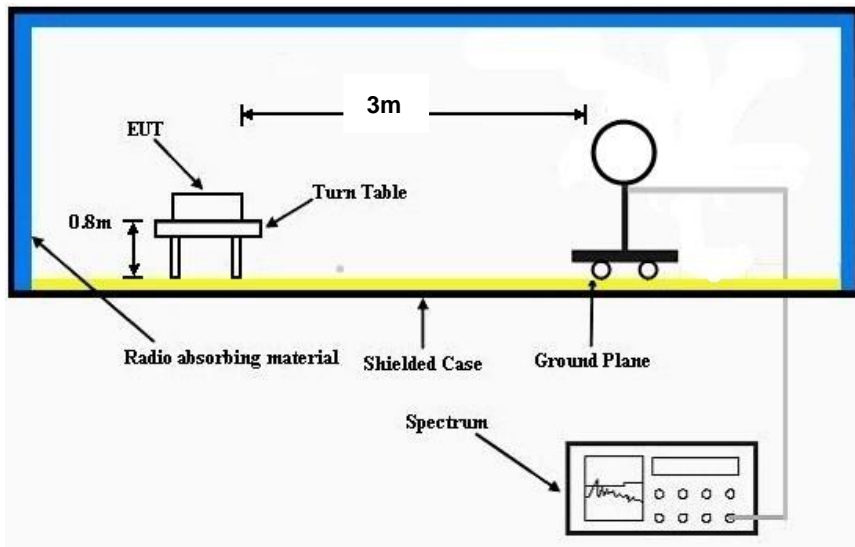 3m
EUT
Turn Table
0.8m
Radio absorbing material
Shielded Case
Ground Plane
Spectrum